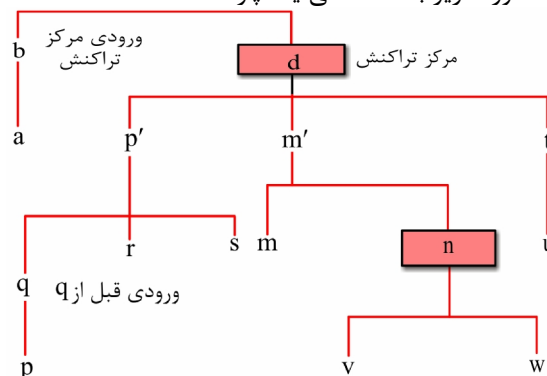 b
ورودی مرکز
تراکنش
d
مرکز تراکنش
a
p′
m′
r
s
m
n
q
ورودی قبل از q
p
v
w